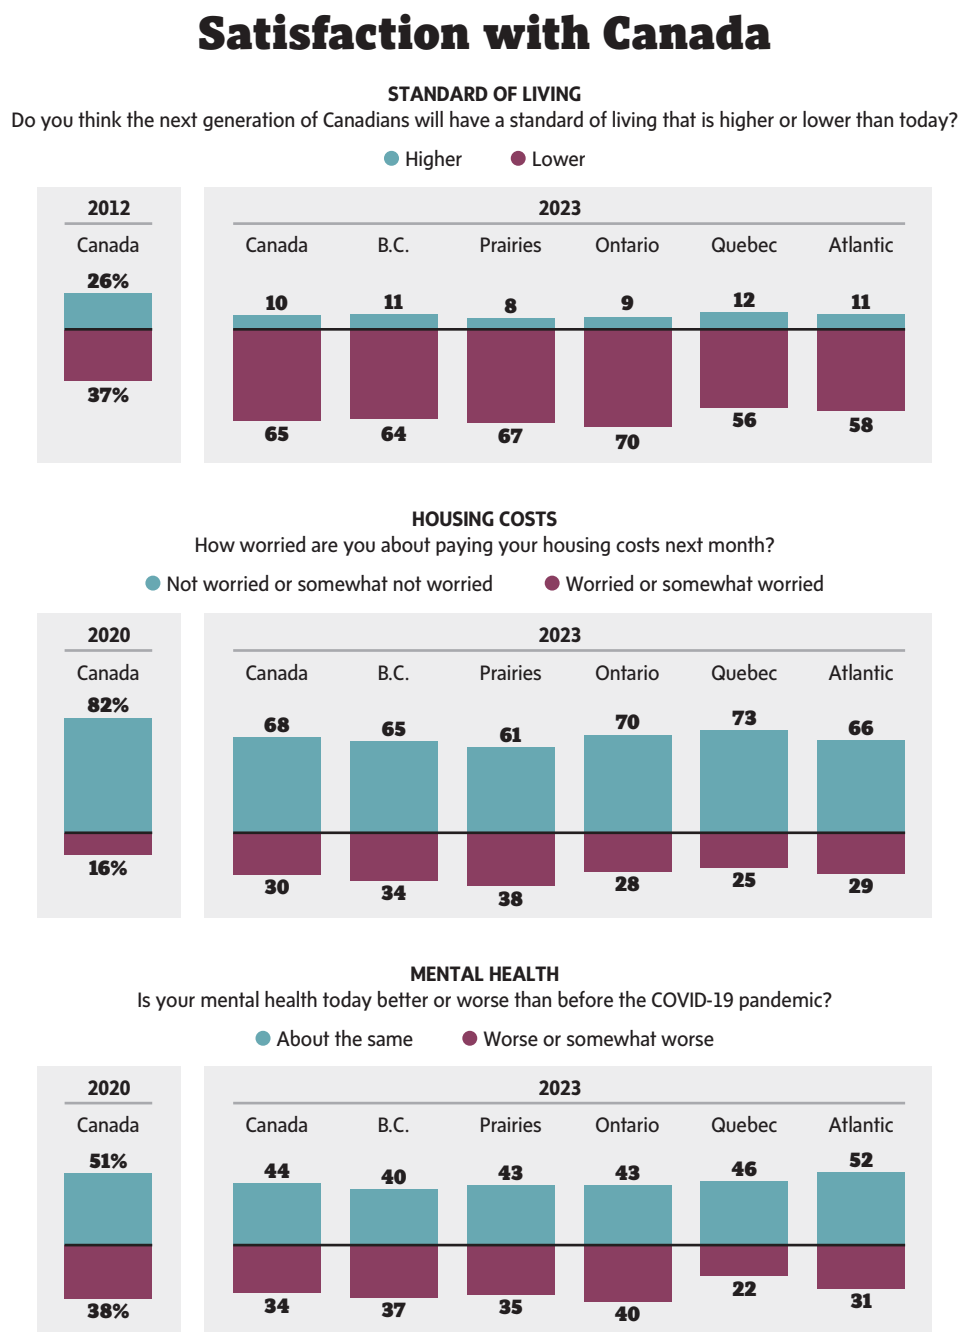 Satisfaction with Canada
STANDARD OF LIVING
Do you think the next generation of Canadians will have a standard of living that is higher or lower than today?
Higher Lower
2012 2023
Canada Canada B.C. Prairies Ontario Quebec Atlantic
26% 10 11 8 9 12 11
37% 65 64 67 70 56 58
HOUSING COSTS
How worried are you about paying your housing costs next month?
Not worried or somewhat not worried Worried or somewhat worried
2020 2023
Canada Canada B.C. Prairies Ontario Quebec Atlantic
82% 68 65 61 70 73 66
16% 30 34 38 28 25 29
MENTAL HEALTH
Is your mental health today better or worse than before the COVID-19 pandemic?
About the same Worse or somewhat worse
2020 2023
Canada Canada B.C. Prairies Ontario Quebec Atlantic
51% 44 40 43 43 46 52
38% 34 37 35 40 22 31